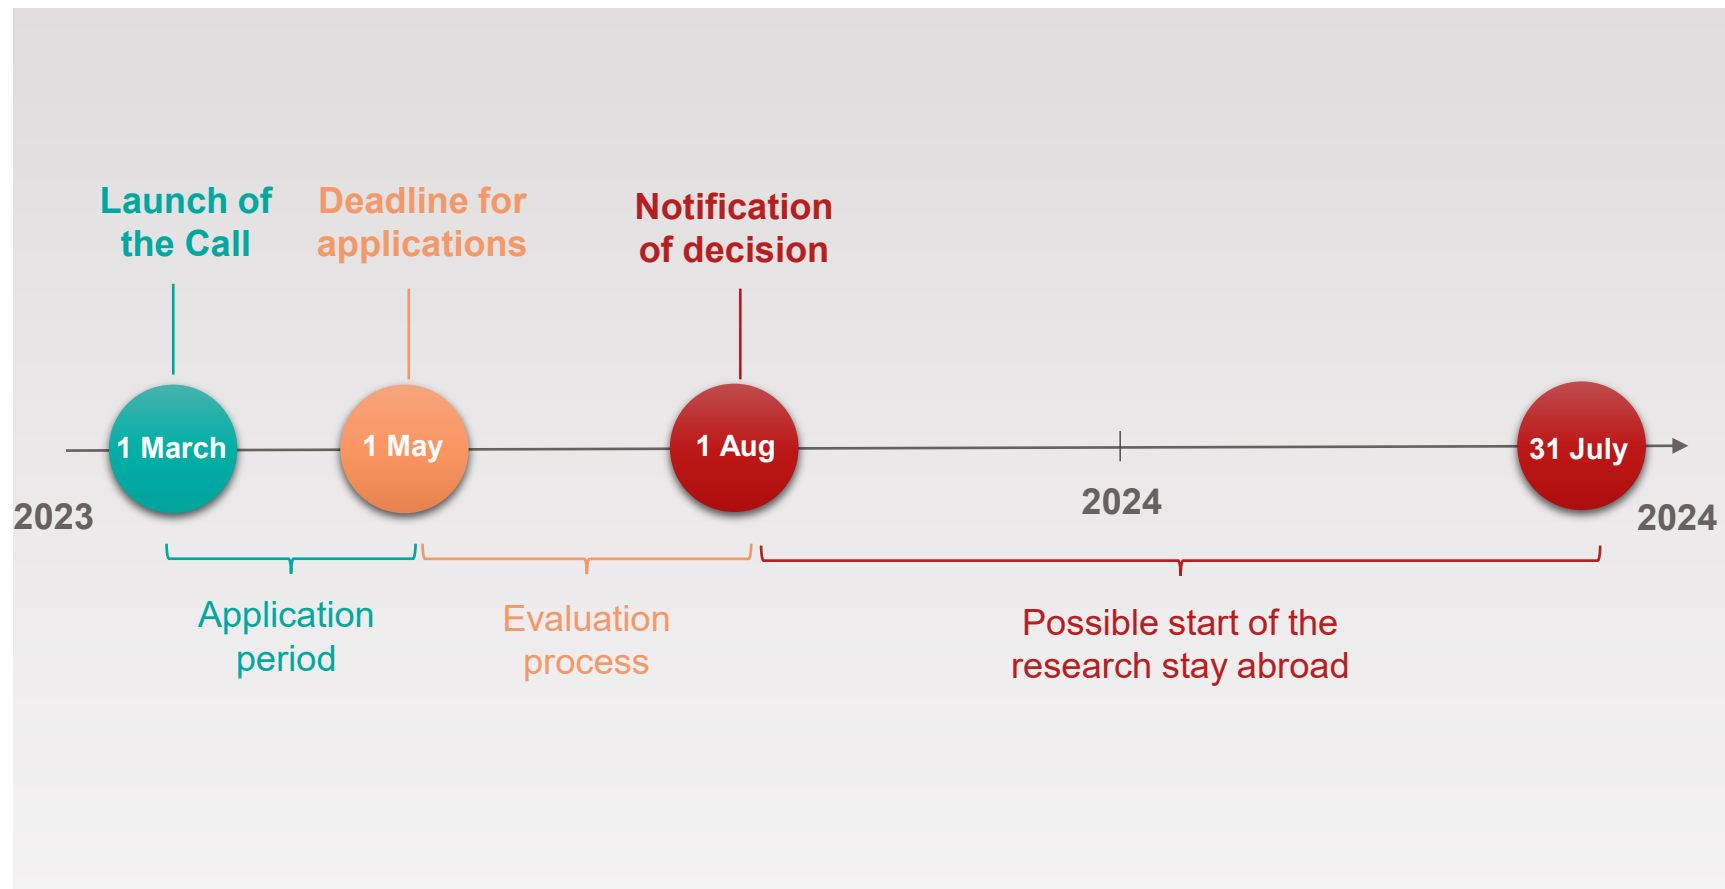 Launch of
the Call
Deadline for
applications
Notification
of decision
1 March
1 May
1 Aug
31 July
2023
2024
2024
Application
period
Evaluation
process
Possible start of the
research stay abroad